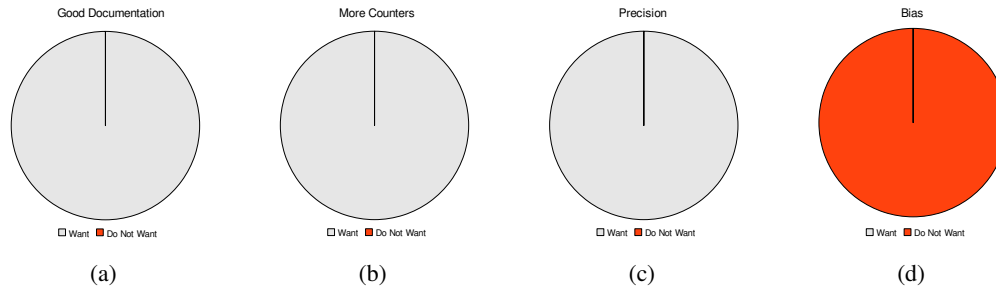 Good Documentation
More Counters
Precision
Bias
Want Do Not Want
Want Do Not Want
Want Do Not Want
Want Do Not Want
(a)
(b)
(c)
(d)